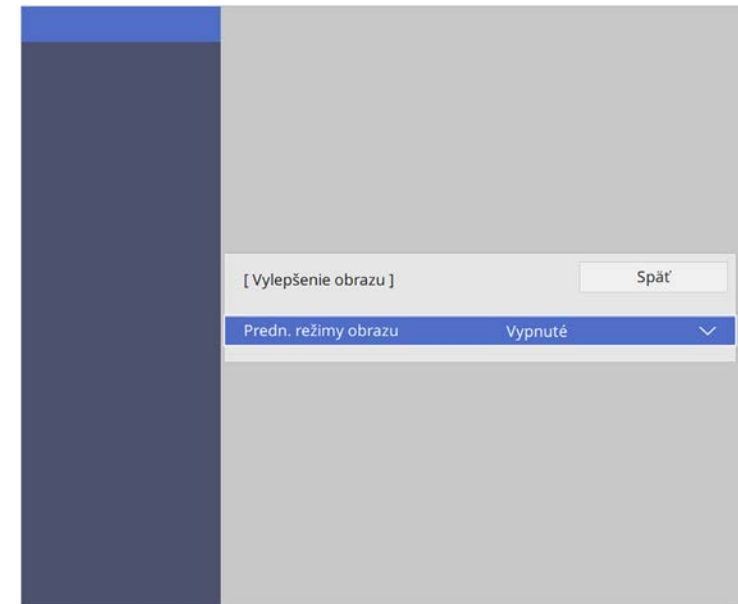 [ Vylepšenie obrazu ]
Späť
Predn. režimy obrazu
Vypnuté